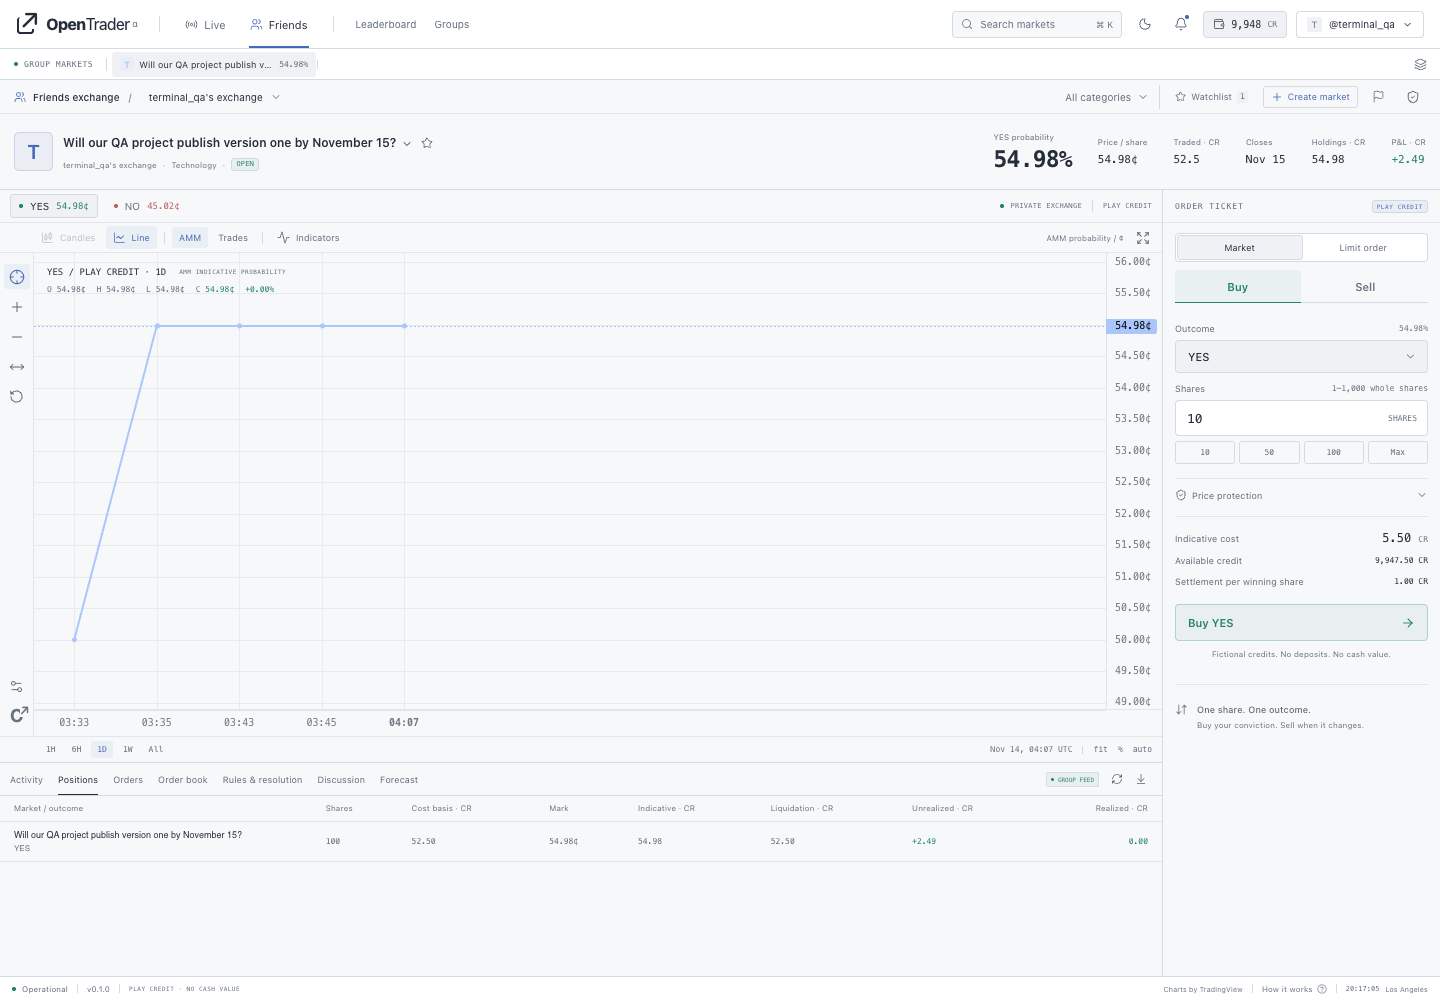 OpenTrader α
Live
Friends
Leaderboard
Groups
Search markets
⌘ K
9,948 CR
T @terminal_qa
GROUP MARKETS
T Will our QA project publish v... 54.98%
Friends exchange / terminal_qa's exchange
All categories
Watchlist 1
+ Create market
T
Will our QA project publish version one by November 15?
terminal_qa's exchange · Technology · OPEN
YES probability
54.98%
Price / share
54.98¢
Traded · CR
52.5
Closes
Nov 15
Holdings · CR
54.98
P&L · CR
+2.49
YES 54.98¢
NO 45.02¢
PRIVATE EXCHANGE
PLAY CREDIT
Candles
Line
AMM
Trades
Indicators
AMM probability / ¢
YES / PLAY CREDIT · 1D AMM INDICATIVE PROBABILITY
O 54.98¢ H 54.98¢ L 54.98¢ C 54.98¢ +0.00%
56.00¢
55.50¢
54.98¢
54.50¢
54.00¢
53.50¢
53.00¢
52.50¢
52.00¢
51.50¢
51.00¢
50.50¢
50.00¢
49.50¢
49.00¢
03:33 03:35 03:43 03:45 04:07
1H 6H 1D 1W All
Nov 14, 04:07 UTC
fit % auto
Activity
Positions
Orders
Order book
Rules & resolution
Discussion
Forecast
GROUP FEED
Market / outcome Shares Cost basis · CR Mark Indicative · CR Liquidation · CR Unrealized · CR Realized · CR
Will our QA project publish version one by November 15?
YES
100 52.50 54.98¢ 54.98 52.50 +2.49 0.00
ORDER TICKET
PLAY CREDIT
Market
Limit order
Buy
Sell
Outcome 54.98%
YES
Shares 1–1,000 whole shares
10 SHARES
10 50 100 Max
Price protection
Indicative cost 5.50 CR
Available credit 9,947.50 CR
Settlement per winning share 1.00 CR
Buy YES
Fictional credits. No deposits. No cash value.
One share. One outcome.
Buy your conviction. Sell when it changes.
Operational
v0.1.0
PLAY CREDIT · NO CASH VALUE
Charts by TradingView
How it works
20:17:05 Los Angeles